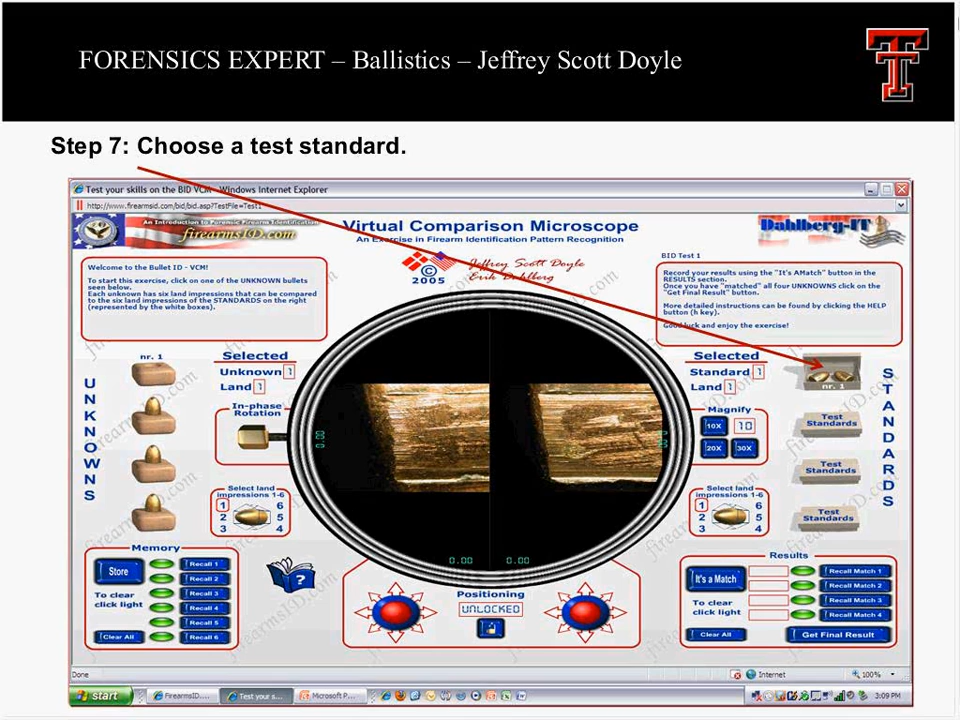 FORENSICS EXPERT – Ballistics – Jeffrey Scott Doyle
Step 7: Choose a test standard.
Test your skills on the BID VCM - Windows Internet Explorer
http://www.firearmsid.com/bid/bid.asp?TestFile=Test1
An Introduction to Forensic Firearm Identification
firearmsID.com
Virtual Comparison Microscope
An Exercise in Firearm Identification Pattern Recognition
Dahlberg-IT
© 2005
Jeffrey Scott Doyle
Erik Dahlberg
BID Test 1
Welcome to the Bullet ID - VCM!
To start this exercise, click on one of the UNKNOWN bullets
seen below.
Each unknown has six land impressions that can be compared
to the six land impressions of the STANDARDS on the right
(represented by the white boxes).
Record your results using the "It's AMatch" button in the
RESULTS section.
Once you have "matched" all four UNKNOWNS click on the
"Get Final Result" button.
More detailed instructions can be found by clicking the HELP
button (h key).
Good luck and enjoy the exercise!
UNKNOWNS
nr. 1
Selected
Unknown 1
Land 1
In-phase
Rotation
Select land
impressions 1-6
1 6
2 5
3 4
0.00 0.00
Selected
Standard 1
Land 1
Magnify
10X 10
20X 30X
Select land
impressions 1-6
1 6
2 5
3 4
nr. 1
Test
Standards
Test
Standards
Test
Standards
STANDARDS
Memory
Store
To clear
click light
Clear All
Recall 1
Recall 2
Recall 3
Recall 4
Recall 5
Recall 6
?
Positioning
UNLOCKED
Results
It's a Match
To clear
click light
Clear All
Recall Match 1
Recall Match 2
Recall Match 3
Recall Match 4
Get Final Result
firearmsID.com
Done
Internet
100%
start
FirearmsID....
Test your s...
Microsoft P...
3:09 PM